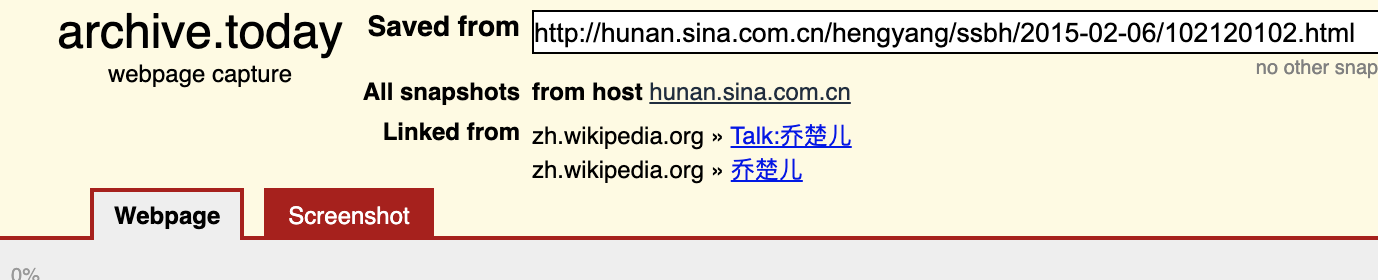 archive.today
webpage capture
Saved from http://hunan.sina.com.cn/hengyang/ssbh/2015-02-06/102120102.html
no other snap
All snapshots from host hunan.sina.com.cn
Linked from zh.wikipedia.org » Talk:乔楚儿
zh.wikipedia.org » 乔楚儿
Webpage Screenshot
0%